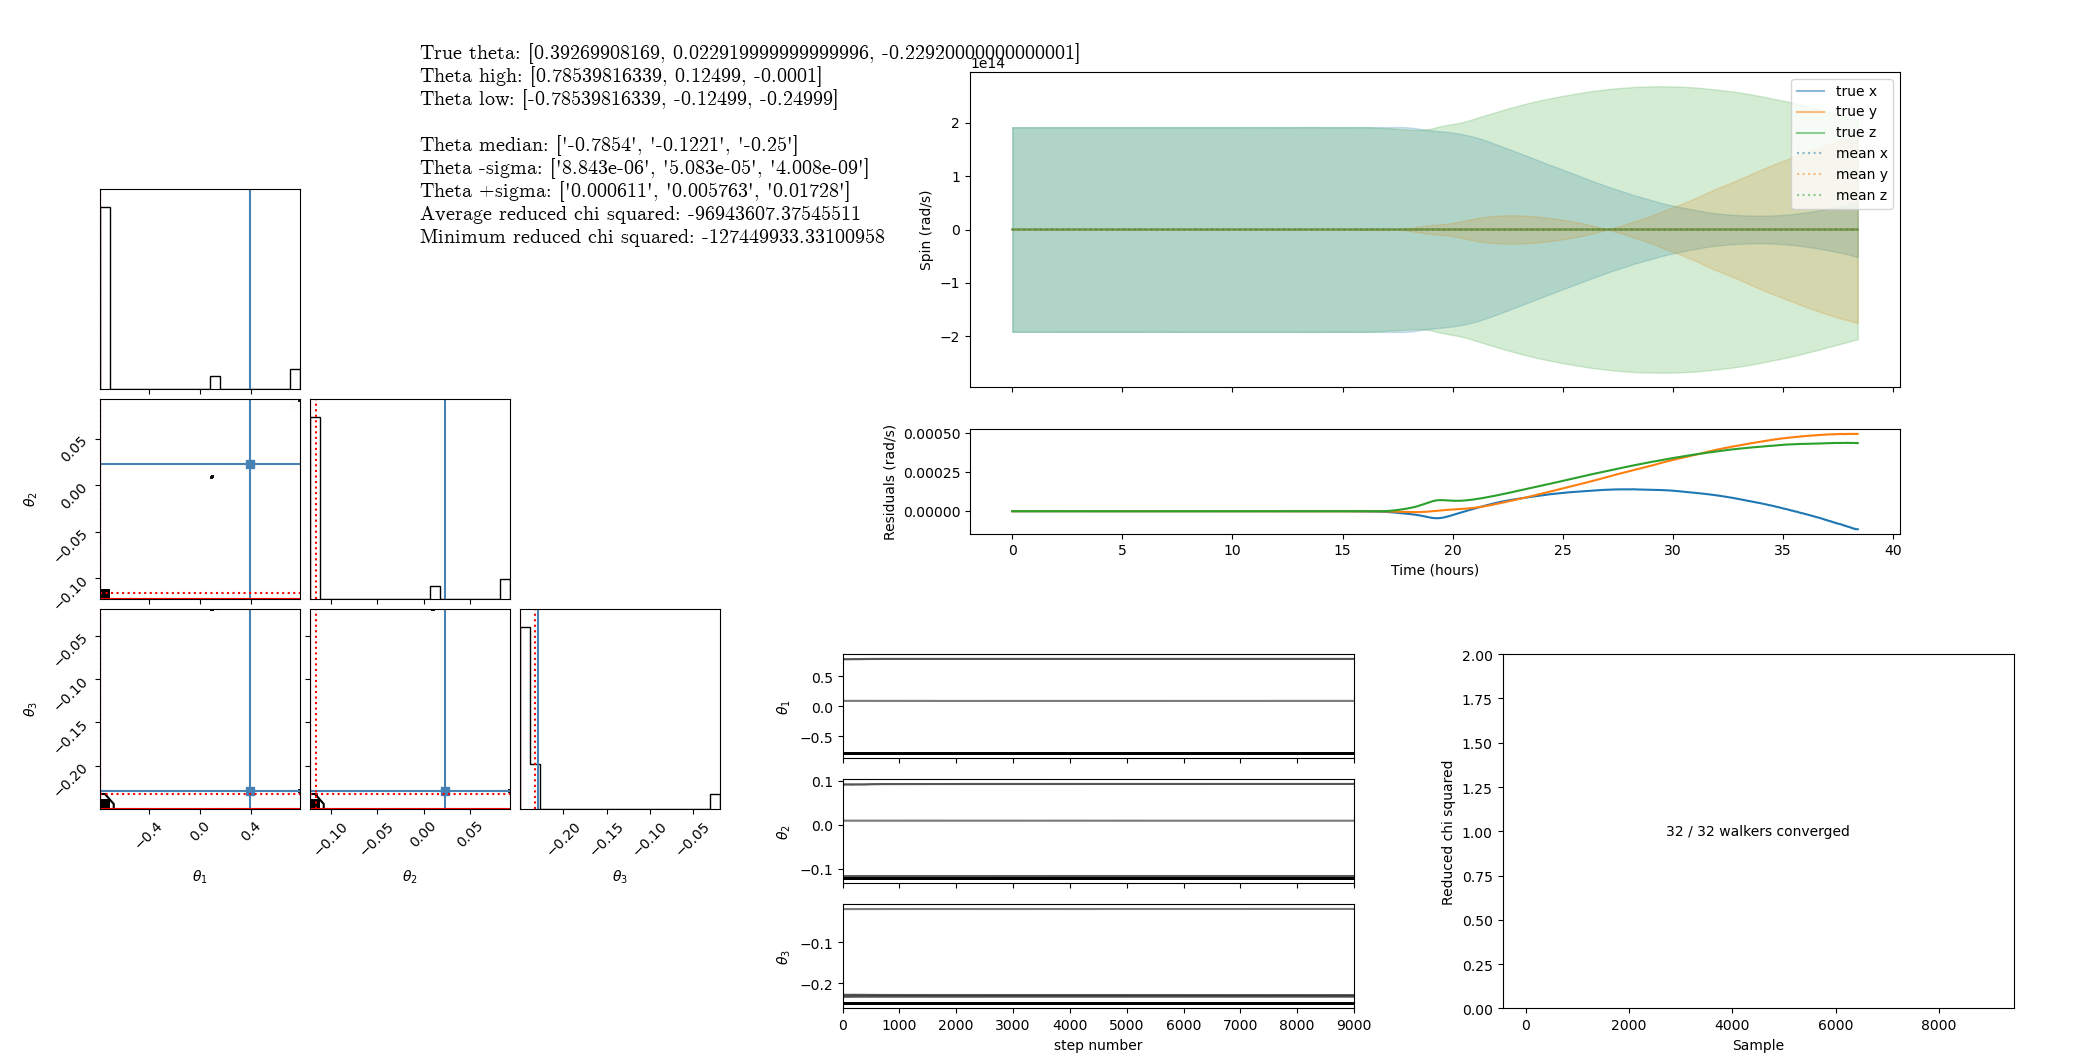 True theta: [0.39269908169, 0.022919999999999996, -0.22920000000000001]
Theta high: [0.78539816339, 0.12499, -0.0001]
Theta low: [-0.78539816339, -0.12499, -0.24999]
Theta median: ['-0.7854', '-0.1221', '-0.25']
Theta -sigma: ['8.843e-06', '5.083e-05', '4.008e-09']
Theta +sigma: ['0.000611', '0.005763', '0.01728']
Average reduced chi squared: -96943607.37545511
Minimum reduced chi squared: -127449933.33100958
1e14
2
1
0
−1
−2
Spin (rad/s)
true x
true y
true z
mean x
mean y
mean z
0.00050
0.00025
0.00000
Residuals (rad/s)
0 5 10 15 20 25 30 35 40
Time (hours)
θ2
0.05
0.00
−0.05
−0.10
θ3
−0.05
−0.10
−0.15
−0.20
−0.4 0.0 0.4
θ1
−0.10 −0.05 0.00 0.05
θ2
−0.20 −0.15 −0.10 −0.05
θ3
θ1
0.5
0.0
−0.5
θ2
0.1
0.0
−0.1
θ3
−0.1
−0.2
0 1000 2000 3000 4000 5000 6000 7000 8000 9000
step number
Reduced chi squared
2.00
1.75
1.50
1.25
1.00
0.75
0.50
0.25
0.00
32 / 32 walkers converged
0 2000 4000 6000 8000
Sample